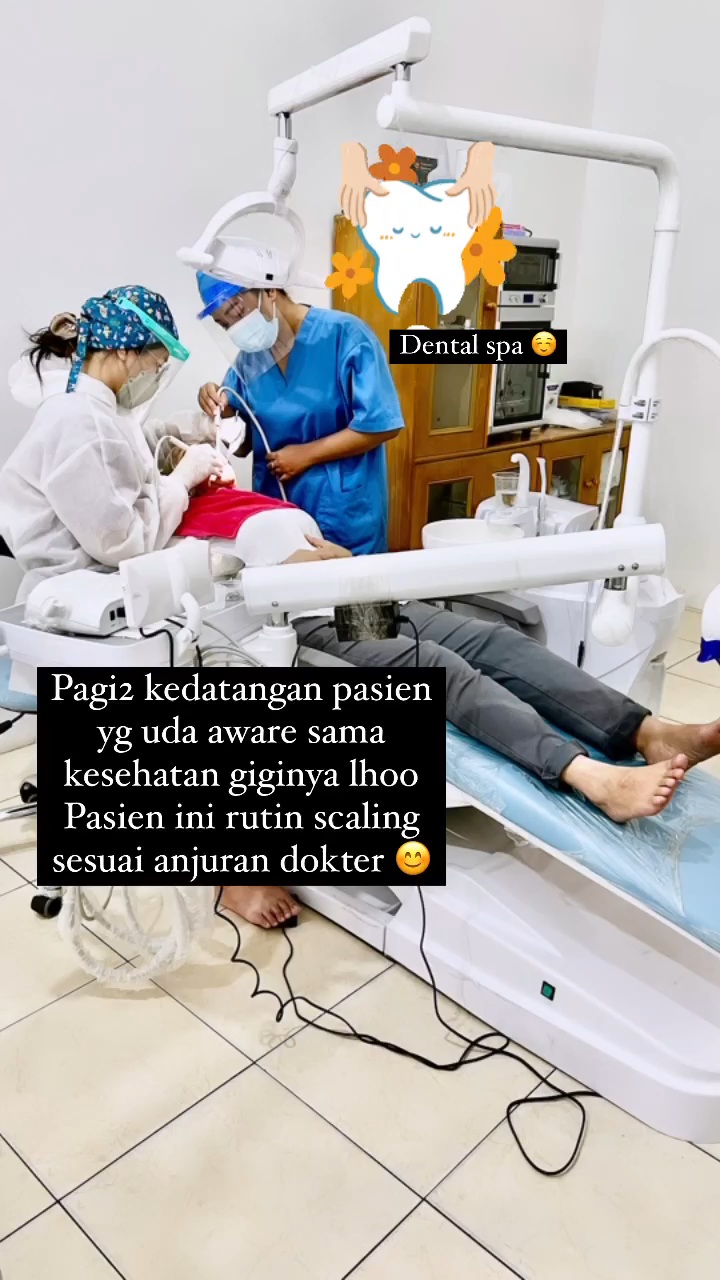 Dental spa ☺️
Pagi2 kedatangan pasien
yg uda aware sama
kesehatan giginya lhoo
Pasien ini rutin scaling
sesuai anjuran dokter 😊